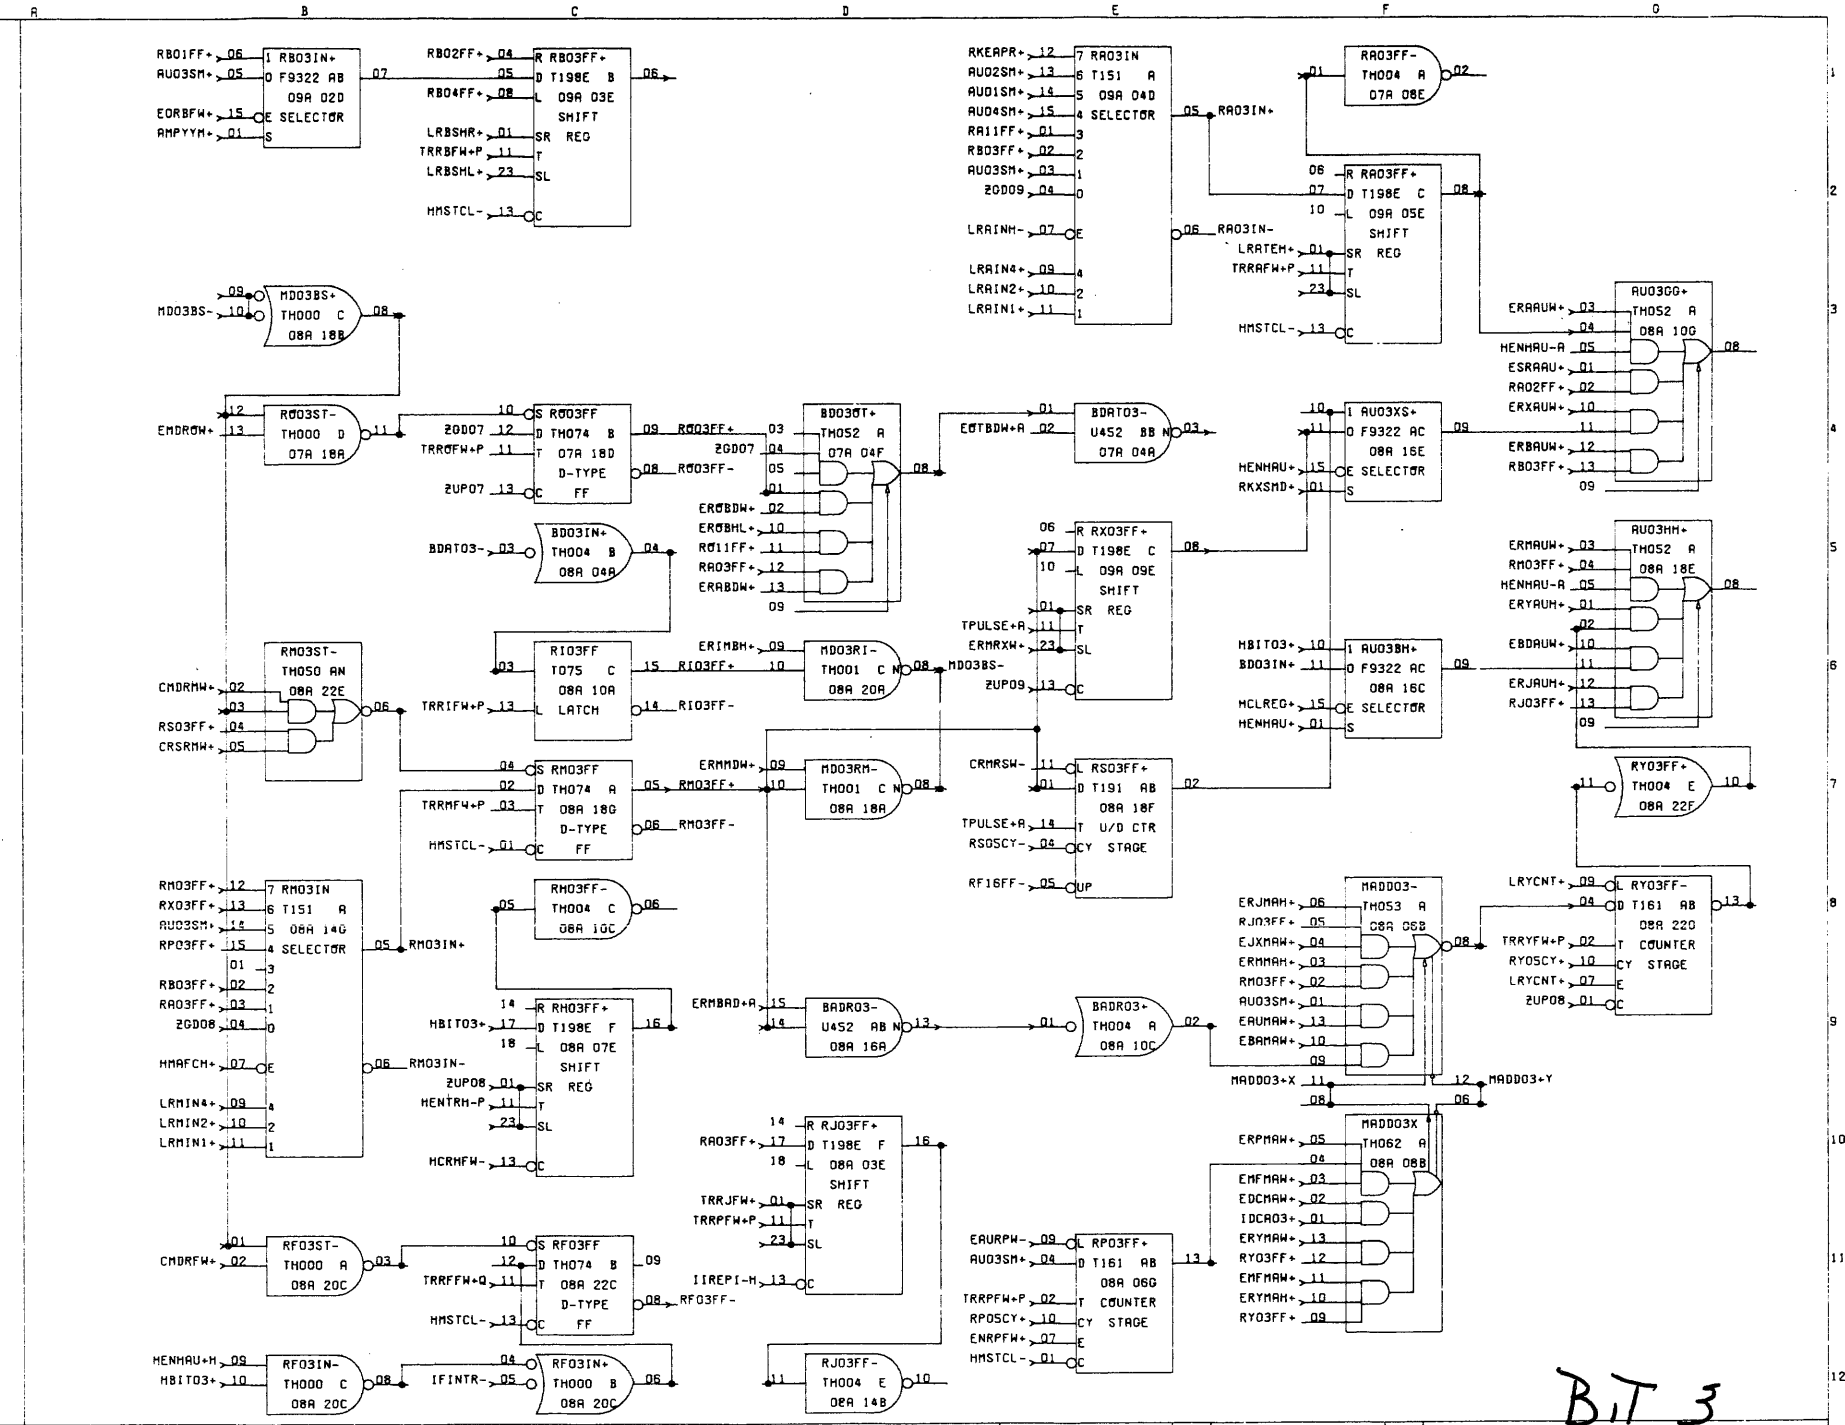 A B C D E F G
RB01FF+ 06 1 RB03IN+
AU03SM+ 05 0 F9322 AB 07
09A 02D
EORBFW+ 15 E SELECTOR
AMPYYM+ 01 S
RB02FF+ 04 R RB03FF+
05 D T198E B 06
RB04FF+ 08 L 09A 03E
SHIFT
LRBSHR+ 01 SR REG
TRRBFW+P 11 T
LRBSHL+ 23 SL
HMSTCL- 13 C
RKEAPR+ 12 7 RA03IN
AU02SM+ 13 6 T151 A
AU01SM+ 14 5 09A 04D
AU04SM+ 15 4 SELECTOR 05 RA03IN+
RA11FF+ 01 3
RB03FF+ 02 2
AU03SM+ 03 1
ZGD09 04 0
LRAINH- 07 E 06 RA03IN-
LRAIN4+ 09 4
LRAIN2+ 10 2
LRAIN1+ 11 1
RA03FF-
01 TH004 A 02
07A 08E
06 R RA03FF+
07 D T198E C 08
10 L 09A 05E
SHIFT
LRATEM+ 01 SR REG
TRRAFW+P 11 T
23 SL
HMSTCL- 13 C
AU03GG+
ERAAUW+ 03 TH052 A
04 08A 10G
MENHAU-A 05 08
ESRAAU+ 01
RA02FF+ 02
ERXAUW+ 10
11
ERBAUW+ 12
RB03FF+ 13
09
09 MD03BS+
MD03BS- 10 TH000 C 08
08A 18B
12 RO03ST-
EMDROW+ 13 TH000 D 11
07A 18A
10 S RO03FF
ZGD07 12 D TH074 B 09 RO03FF+
TRROFW+P 11 T 07A 18D
D-TYPE 08 RO03FF-
ZUP07 13 C FF
BD03OT+
03 TH052 A
ZGD07 04 07A 04F
05 08
01
EROBDW+ 02
EROBHL+ 10
RO11FF+ 11
RA03FF+ 12
ERABDW+ 13
09
01 BDAT03-
EOTBDW+A 02 U452 BB N 03
07A 04A
10 1 AU03XS+
11 0 F9322 AC 09
08A 16E
MENHAU+ 15 E SELECTOR
RKXSMD+ 01 S
BD03IN+
BDAT03- 03 TH004 B 04
08A 04A
06 R RX03FF+
07 D T198E C 08
10 L 09A 09E
SHIFT
01 SR REG
TPULSE+A 11 T
ERMRXW+ 23 SL
ZUP09 13 C
AU03HM+
ERMAUW+ 03 TH052 A
RM03FF+ 04 08A 18E
MENHAU-A 05 08
ERYAUM+ 01
02
EBDAUW+ 10
11
ERJAUM+ 12
RJ03FF+ 13
09
RM03ST-
TH050 AN
08A 22E
CMDRMW+ 02
03 06
RS03FF+ 04
CRSRMW+ 05
RI03FF
03 T075 C 15 RI03FF+
08A 10A
TRRIFW+P 13 L LATCH 14 RI03FF-
ERIMBH+ 09 MD03RI-
10 TH001 C N 08 MD03BS-
08A 20A
HBIT03+ 10 1 AU03BM+
BD03IN+ 11 0 F9322 AC 09
08A 16C
MCLREG+ 15 E SELECTOR
MENHAU+ 01 S
04 S RM03FF
02 D TH074 A 05 RM03FF+
TRRMFW+P 03 T 08A 18G
D-TYPE 06 RM03FF-
HMSTCL- 01 C FF
ERMMDW+ 09 MD03RM-
10 TH001 C N 08
08A 18A
CRMRSW- 11 L RS03FF+
01 D T191 AB 02
08A 18F
TPULSE+A 14 T U/D CTR
RSG5CY- 04 CY STAGE
RF16FF- 05 UP
RY03FF+
11 TH004 E 10
08A 22F
RM03FF+ 12 7 RM03IN
RX03FF+ 13 6 T151 A
AU03SM+ 14 5 08A 14G
RP03FF+ 15 4 SELECTOR 05 RM03IN+
01 3
RB03FF+ 02 2
RA03FF+ 03 1
ZGD08 04 0
HMAFCH+ 07 E 06 RM03IN-
LRMIN4+ 09 4
LRMIN2+ 10 2
LRMIN1+ 11 1
RH03FF-
05 TH004 C 06
08A 10C
14 R RH03FF+
HBIT03+ 17 D T198E F 16
18 L 08A 07E
SHIFT
ZUP08 01 SR REG
MENTRH-P 11 T
23 SL
HCRHFW- 13 C
ERMBAD+A 15 BADR03-
14 U452 AB N 13
08A 16A
BADR03+
01 TH004 A 02
08A 10C
MADD03-
ERJMAH+ 06 TH053 A
RJ03FF+ 05 08A 06B
EJXMAW+ 04 08
ERMMAH+ 03
RM03FF+ 02
AU03SM+ 01
EAUMAW+ 13
EBAMAW+ 10
09
MADD03+X 11 12 MADD03+Y
08 06
LRYCNT+ 09 L RY03FF-
04 D T161 AB 13
08A 22G
TRRYFW+P 02 T COUNTER
RY05CY+ 10 CY STAGE
LRYCNT+ 07 E
ZUP08 01 C
14 R RJ03FF+
RA03FF+ 17 D T198E F 16
18 L 08A 03E
SHIFT
TRRJFW+ 01 SR REG
TRRPFW+P 11 T
23 SL
IIREPI-M 13 C
MADD03X
ERPMAW+ 05 TH062 A
04 08A 08B
EMFMAW+ 03
EDCMAW+ 02
IDCA03+ 01
ERYMAW+ 13
RY03FF+ 12
EMFMAW+ 11
ERYMAH+ 10
RY03FF+ 09
01 RF03ST-
CMDRFW+ 02 TH000 A 03
08A 20C
10 S RF03FF
12 D TH074 B 09
TRRFFW+Q 11 T 08A 22C
D-TYPE 08 RF03FF-
HMSTCL- 13 C FF
EAURPW- 09 L RP03FF+
AU03SM+ 04 D T161 AB 13
08A 06G
TRRPFW+P 02 T COUNTER
RP05CY+ 10 CY STAGE
ENRPFW+ 07 E
HMSTCL- 01 C
MENHAU+M 09 RF03IN-
HBIT03+ 10 TH000 C 08
08A 20C
04 RF03IN+
IFINTR- 05 TH000 B 06
08A 20C
RJ03FF-
11 TH004 E 10
08A 14B
1
2
3
4
5
6
7
8
9
10
11
12
BIT 3